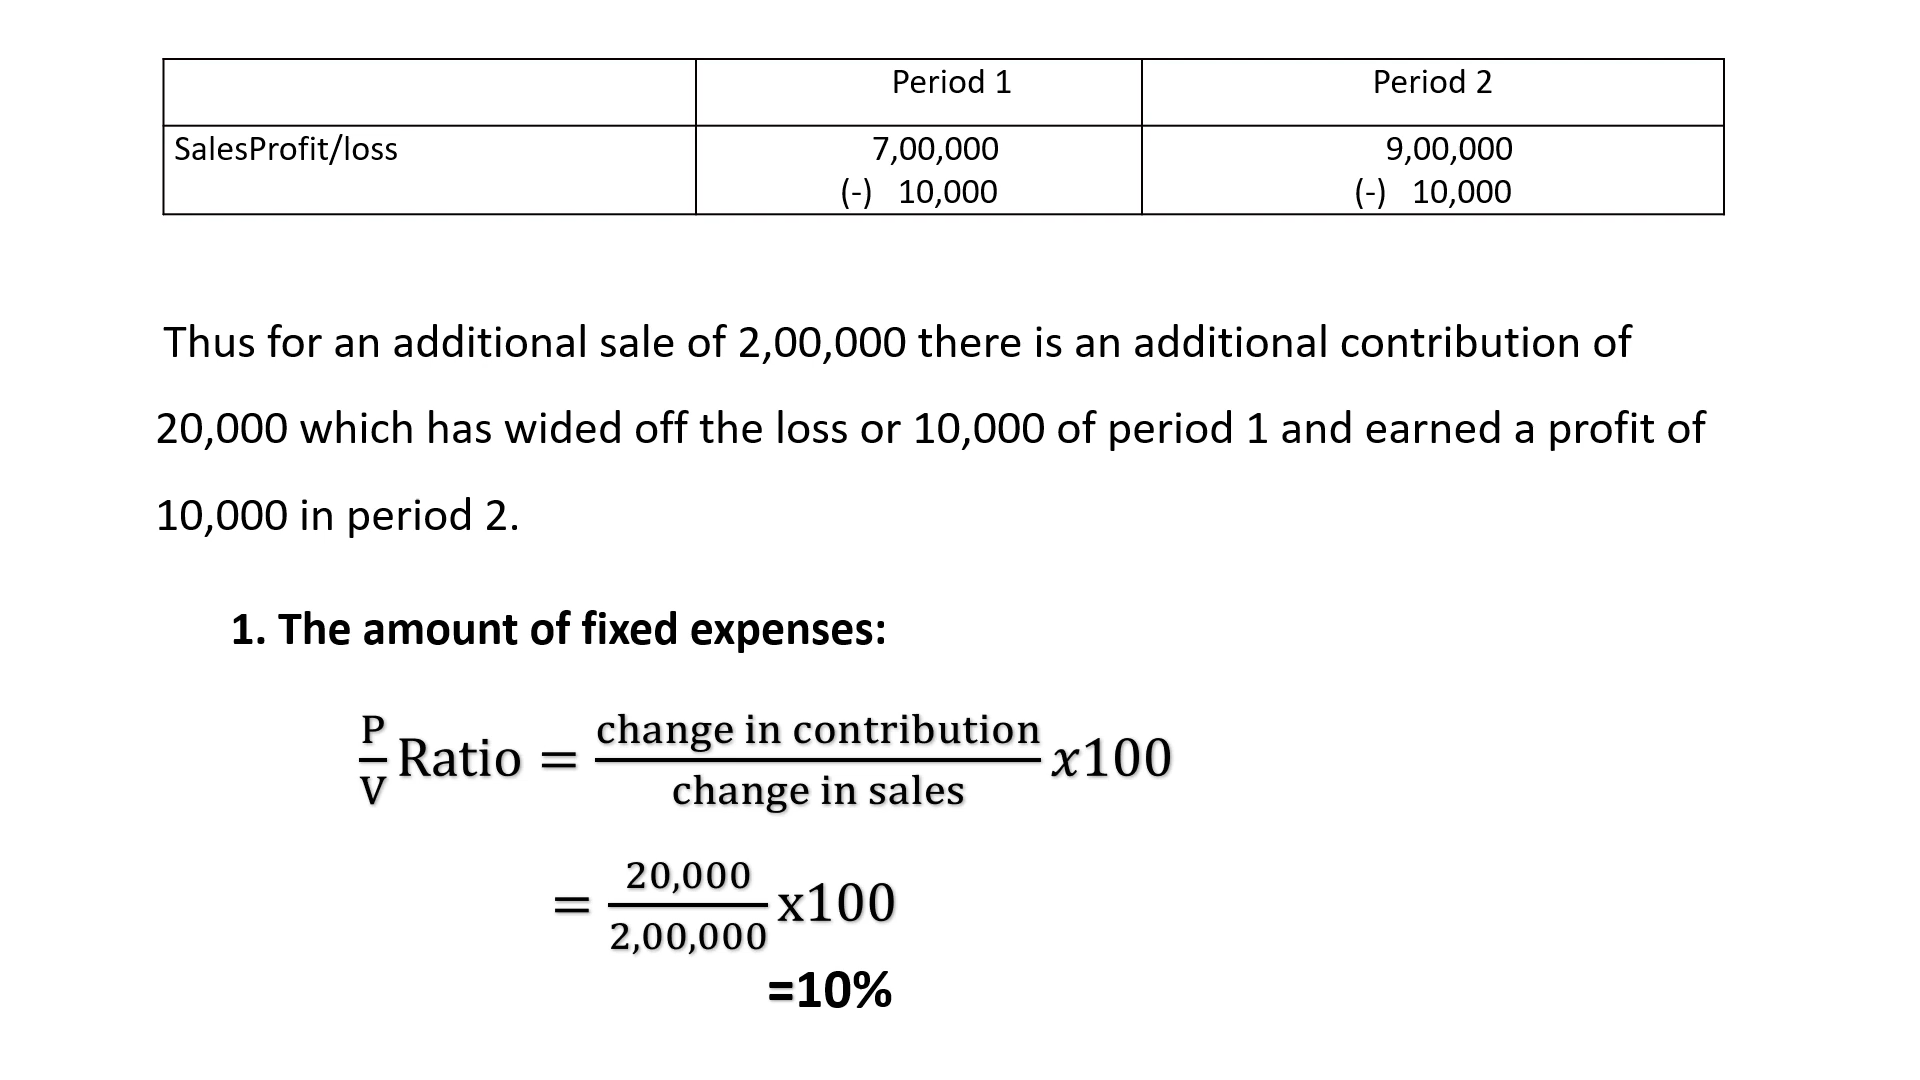 Period 1 Period 2
SalesProfit/loss 7,00,000 9,00,000
(-) 10,000 (-) 10,000
Thus for an additional sale of 2,00,000 there is an additional contribution of
20,000 which has wided off the loss or 10,000 of period 1 and earned a profit of
10,000 in period 2.
1. The amount of fixed expenses:
P/V Ratio = change in contribution/change in sales x100
= 20,000/2,00,000 x100
=10%